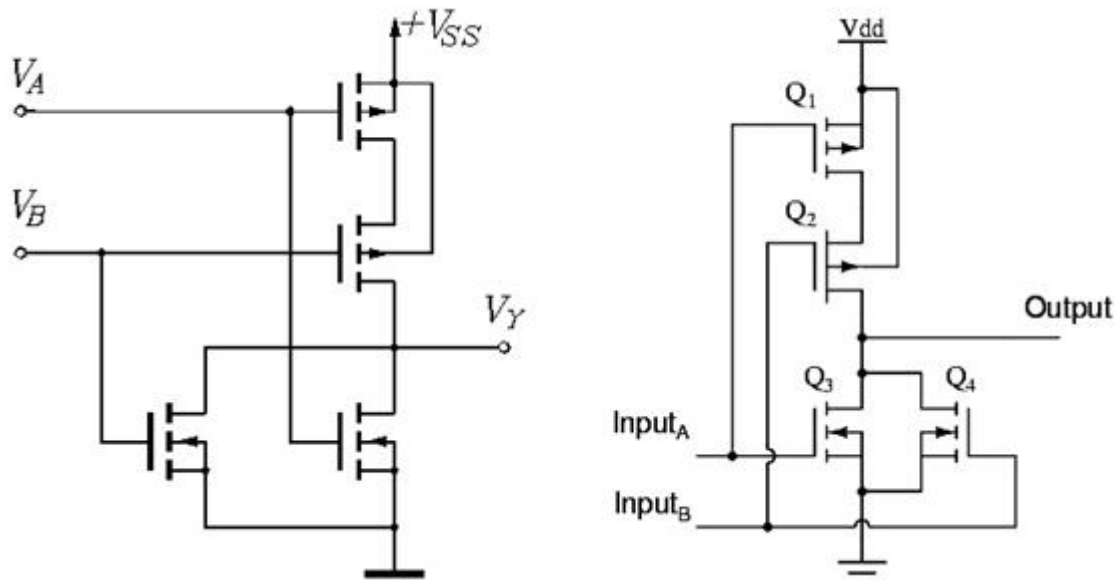 +V_SS
V_A
V_B
V_Y
Vdd
Q₁
Q₂
Output
Q₃ Q₄
Input_A
Input_B